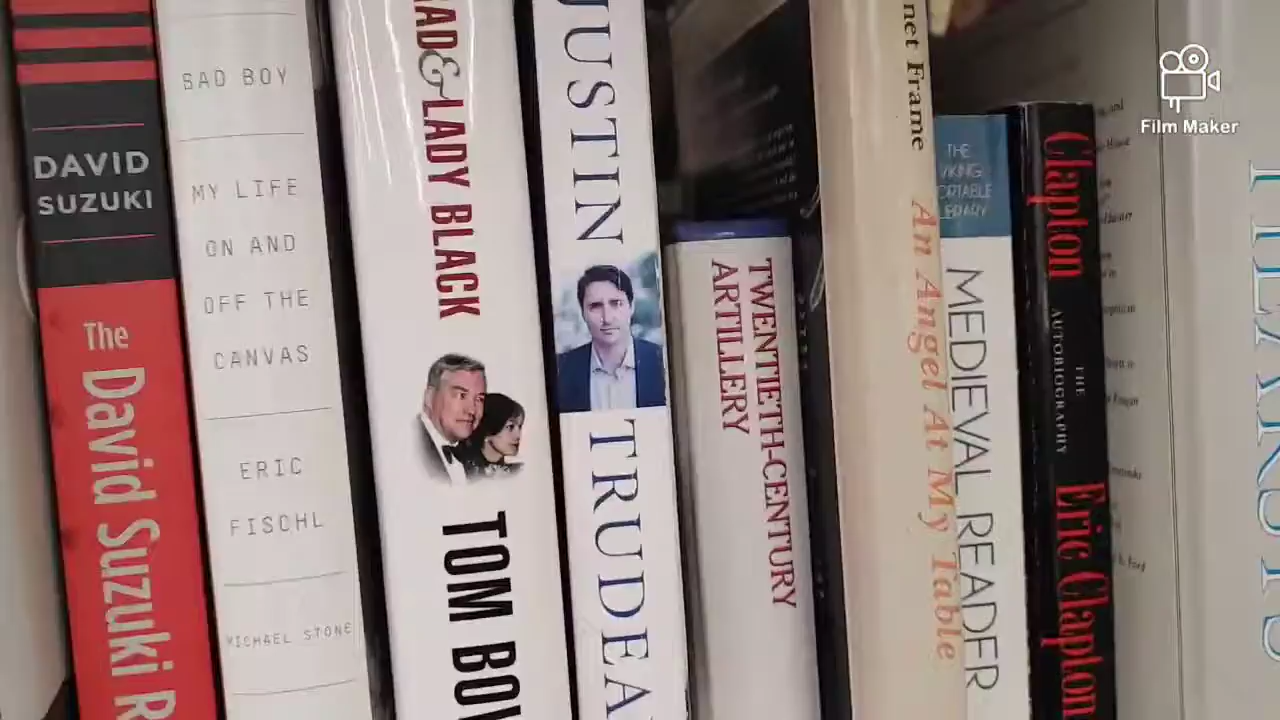 DAVID
SUZUKI
The David Suzuki R
BAD BOY
MY LIFE
ON AND
OFF THE
CANVAS
ERIC
FISCHL
MICHAEL STONE
AD & LADY BLACK
TOM BOW
JUSTIN
TRUDEA
TWENTIETH-CENTURY
ARTILLERY
net Frame
An Angel At My Table
THE
VIKING
PORTABLE
LIBRARY
MEDIEVAL READER
Clapton
THE
AUTOBIOGRAPHY
Eric Clapton
Film Maker